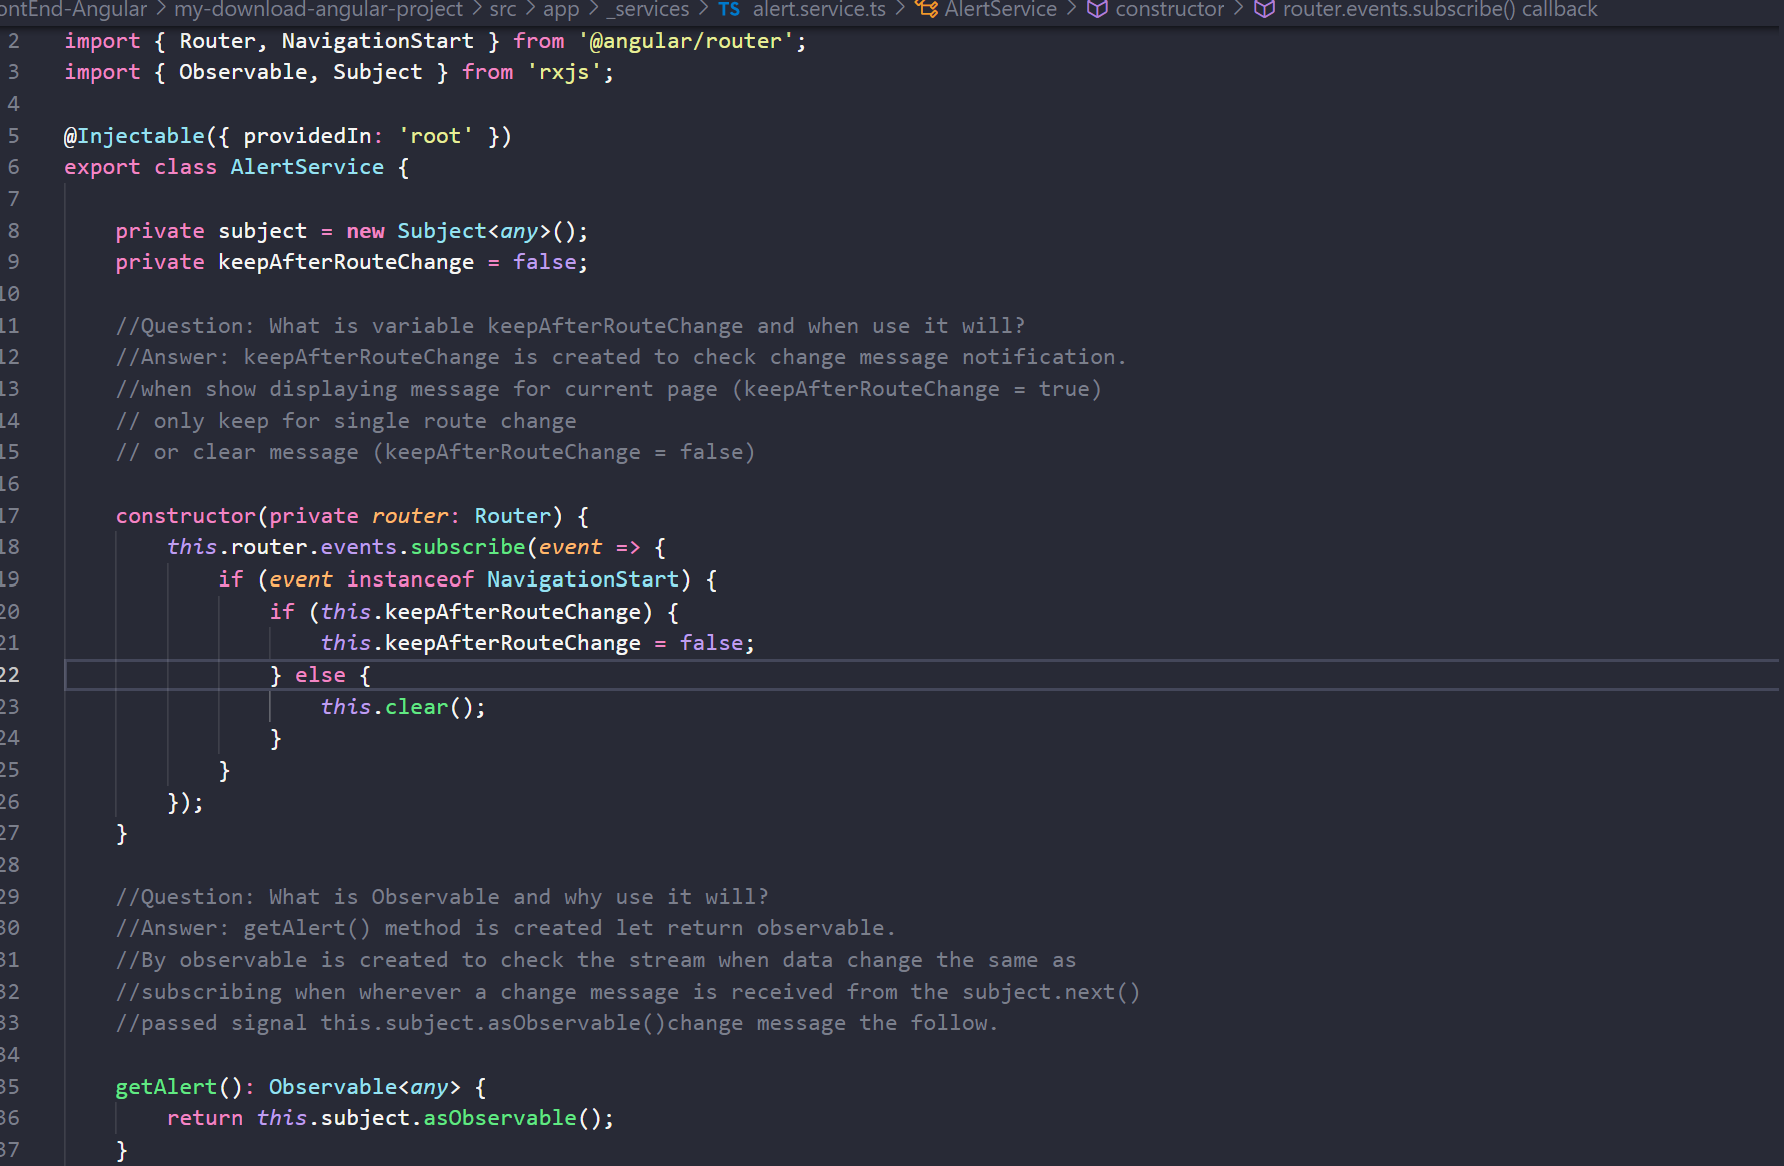 ontEnd-Angular > my-download-angular-project > src > app > _services > TS alert.service.ts > AlertService > constructor > router.events.subscribe() callback
2 import { Router, NavigationStart } from '@angular/router';
3 import { Observable, Subject } from 'rxjs';
4
5 @Injectable({ providedIn: 'root' })
6 export class AlertService {
7
8 private subject = new Subject<any>();
9 private keepAfterRouteChange = false;
10
11 //Question: What is variable keepAfterRouteChange and when use it will?
12 //Answer: keepAfterRouteChange is created to check change message notification.
13 //when show displaying message for current page (keepAfterRouteChange = true)
14 // only keep for single route change
15 // or clear message (keepAfterRouteChange = false)
16
17 constructor(private router: Router) {
18 this.router.events.subscribe(event => {
19 if (event instanceof NavigationStart) {
20 if (this.keepAfterRouteChange) {
21 this.keepAfterRouteChange = false;
22 } else {
23 this.clear();
24 }
25 }
26 });
27 }
28
29 //Question: What is Observable and why use it will?
30 //Answer: getAlert() method is created let return observable.
31 //By observable is created to check the stream when data change the same as
32 //subscribing when wherever a change message is received from the subject.next()
33 //passed signal this.subject.asObservable()change message the follow.
34
35 getAlert(): Observable<any> {
36 return this.subject.asObservable();
37 }